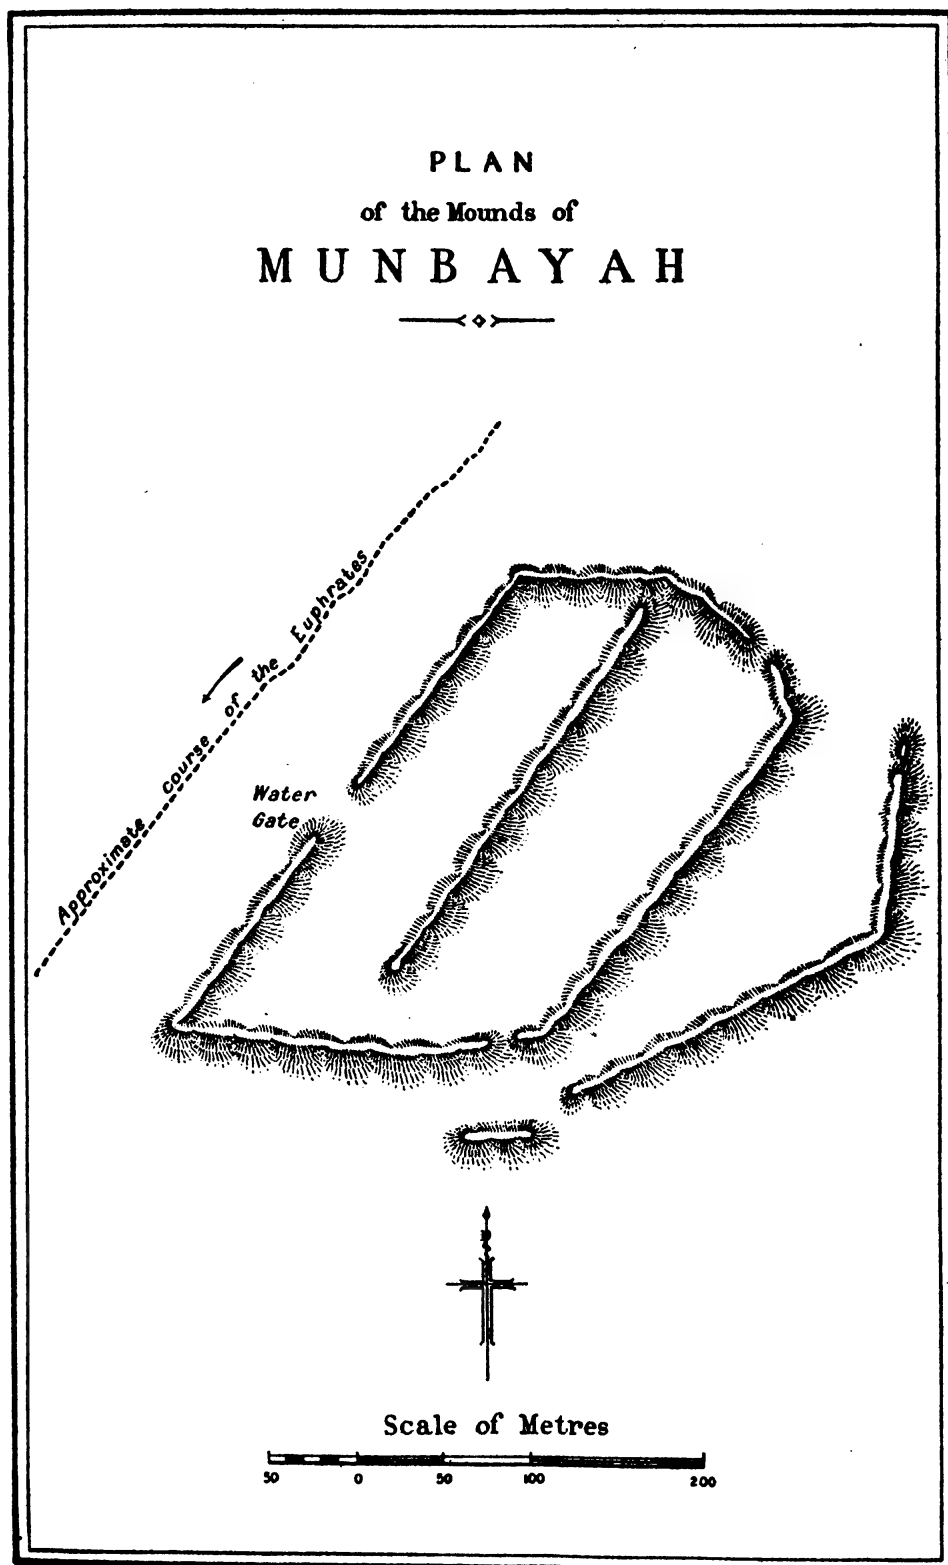 PLAN
of the Mounds of
MUNBAYAH
Approximate course of the Euphrates
Water
Gate
N
Scale of Metres
50 0 50 100 200